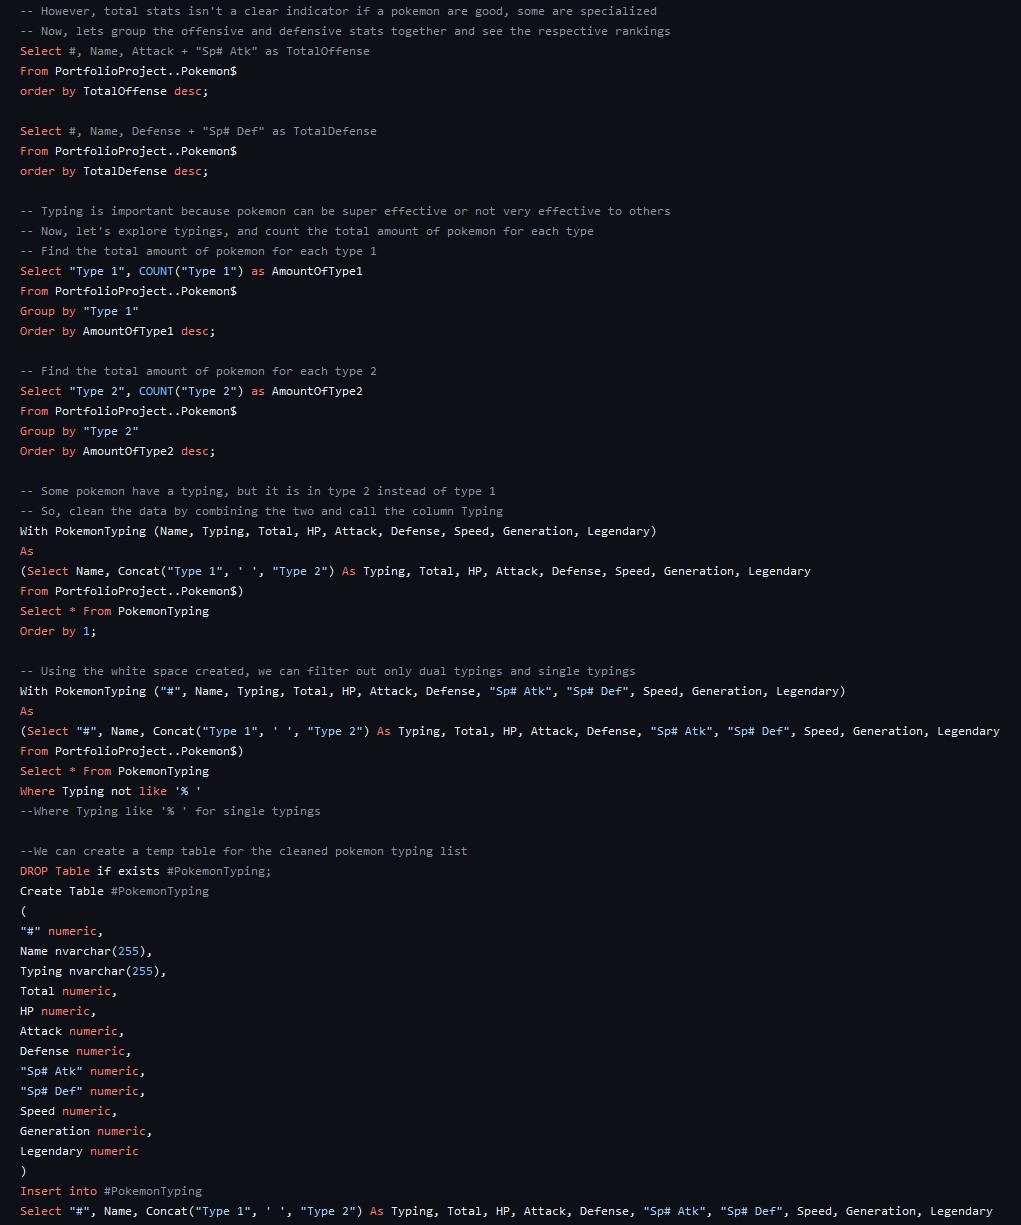 -- However, total stats isn't a clear indicator if a pokemon are good, some are specialized
-- Now, lets group the offensive and defensive stats together and see the respective rankings
Select #, Name, Attack + "Sp# Atk" as TotalOffense
From PortfolioProject..Pokemon$
order by TotalOffense desc;
Select #, Name, Defense + "Sp# Def" as TotalDefense
From PortfolioProject..Pokemon$
order by TotalDefense desc;
-- Typing is important because pokemon can be super effective or not very effective to others
-- Now, let's explore typings, and count the total amount of pokemon for each type
-- Find the total amount of pokemon for each type 1
Select "Type 1", COUNT("Type 1") as AmountOfType1
From PortfolioProject..Pokemon$
Group by "Type 1"
Order by AmountOfType1 desc;
-- Find the total amount of pokemon for each type 2
Select "Type 2", COUNT("Type 2") as AmountOfType2
From PortfolioProject..Pokemon$
Group by "Type 2"
Order by AmountOfType2 desc;
-- Some pokemon have a typing, but it is in type 2 instead of type 1
-- So, clean the data by combining the two and call the column Typing
With PokemonTyping (Name, Typing, Total, HP, Attack, Defense, Speed, Generation, Legendary)
As
(Select Name, Concat("Type 1", ' ', "Type 2") As Typing, Total, HP, Attack, Defense, Speed, Generation, Legendary
From PortfolioProject..Pokemon$)
Select * From PokemonTyping
Order by 1;
-- Using the white space created, we can filter out only dual typings and single typings
With PokemonTyping ("#", Name, Typing, Total, HP, Attack, Defense, "Sp# Atk", "Sp# Def", Speed, Generation, Legendary)
As
(Select "#", Name, Concat("Type 1", ' ', "Type 2") As Typing, Total, HP, Attack, Defense, "Sp# Atk", "Sp# Def", Speed, Generation, Legendary
From PortfolioProject..Pokemon$)
Select * From PokemonTyping
Where Typing not like '% '
--Where Typing like '% ' for single typings
--We can create a temp table for the cleaned pokemon typing list
DROP Table if exists #PokemonTyping;
Create Table #PokemonTyping
(
"#" numeric,
Name nvarchar(255),
Typing nvarchar(255),
Total numeric,
HP numeric,
Attack numeric,
Defense numeric,
"Sp# Atk" numeric,
"Sp# Def" numeric,
Speed numeric,
Generation numeric,
Legendary numeric
)
Insert into #PokemonTyping
Select "#", Name, Concat("Type 1", ' ', "Type 2") As Typing, Total, HP, Attack, Defense, "Sp# Atk", "Sp# Def", Speed, Generation, Legendary